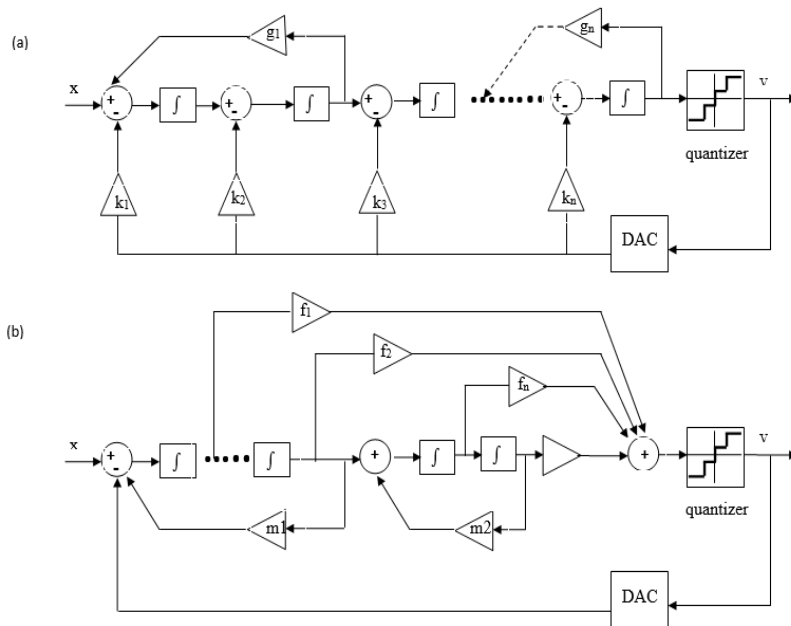 (a)
g1
gn
x
+
-
∫
+
-
∫
+
-
∫
+
-
∫
v
quantizer
k1
k2
k3
kn
DAC
(b)
f1
f2
fn
x
+
-
∫
∫
+
∫
∫
+
v
quantizer
m1
m2
DAC